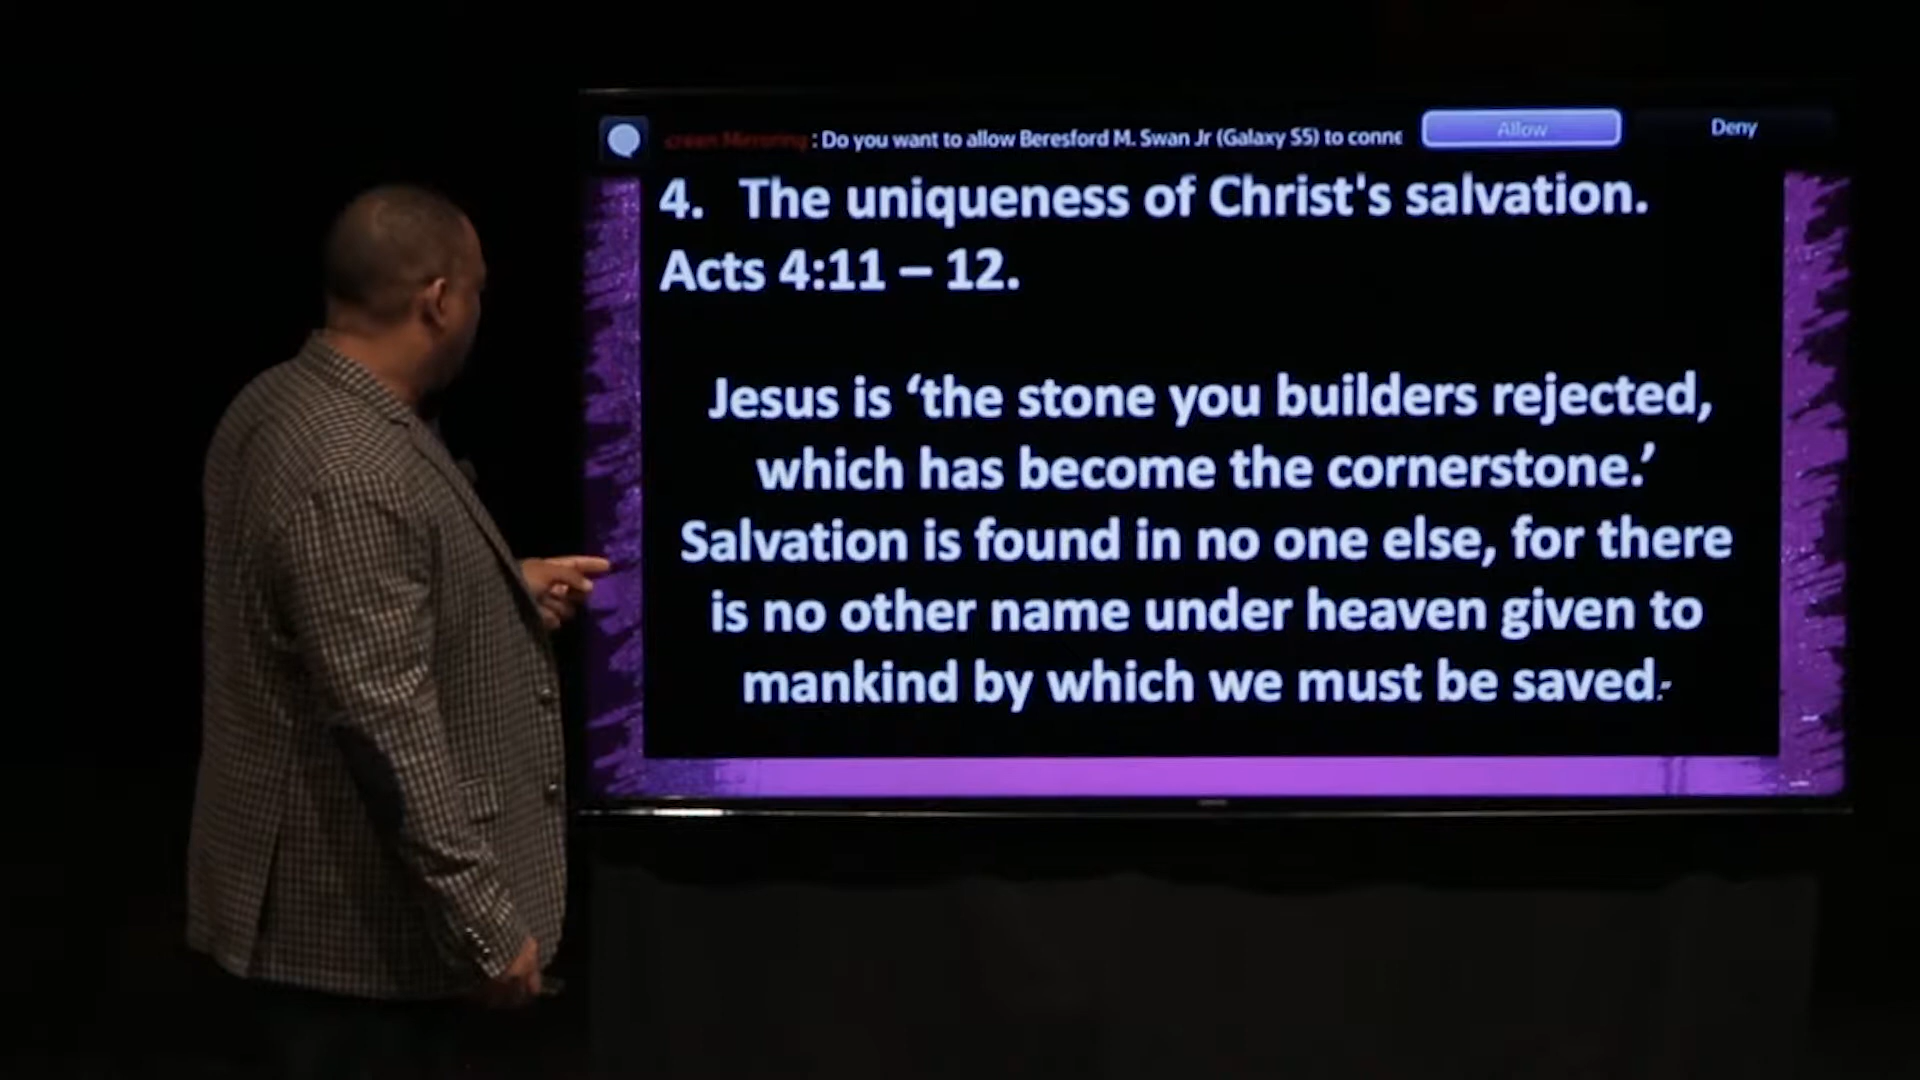 creen Mirroring : Do you want to allow Beresford M. Swan Jr (Galaxy S5) to conne
Allow
Deny
4. The uniqueness of Christ's salvation.
Acts 4:11 – 12.
Jesus is ‘the stone you builders rejected,
which has become the cornerstone.’
Salvation is found in no one else, for there
is no other name under heaven given to
mankind by which we must be saved.